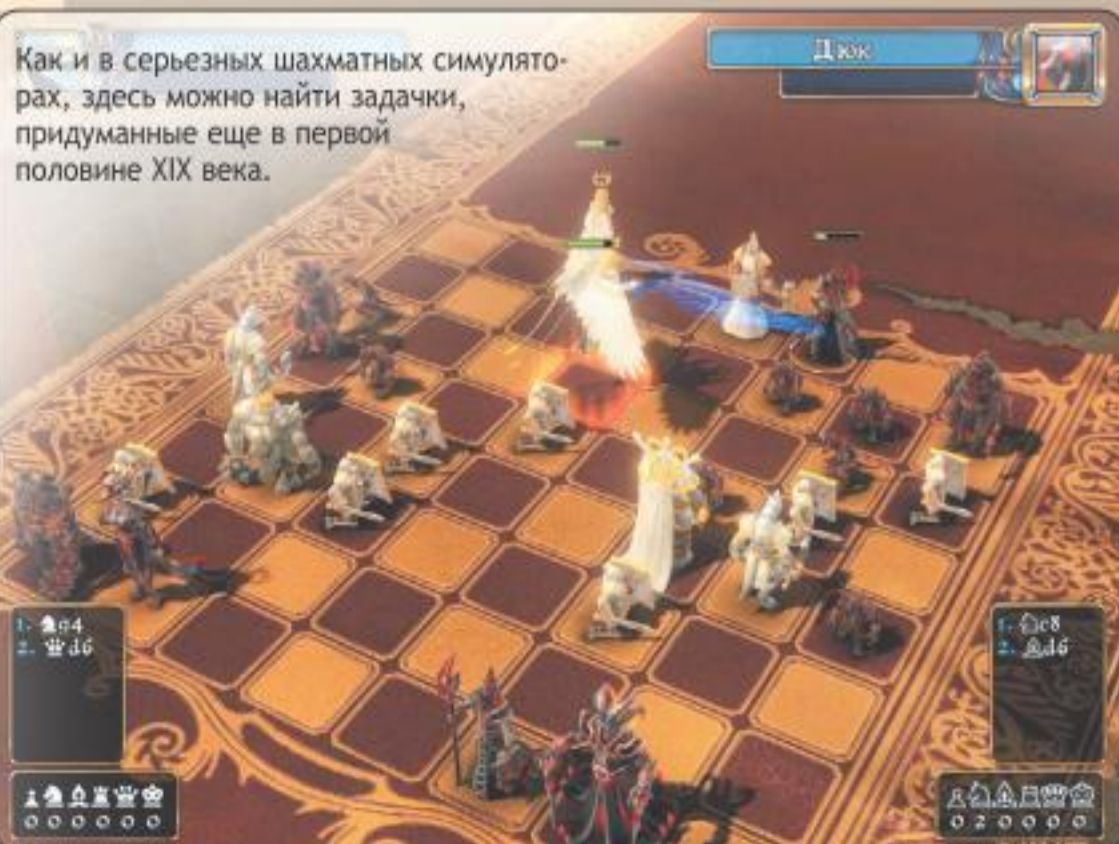 Как и в серьезных шахматных симулято-
рах, здесь можно найти задачки,
придуманные еще в первой
половине XIX века.
Дюк
1.
2. d6
1. c8
2. d6
0 0 0 0 0 0
0 2 0 0 0 0